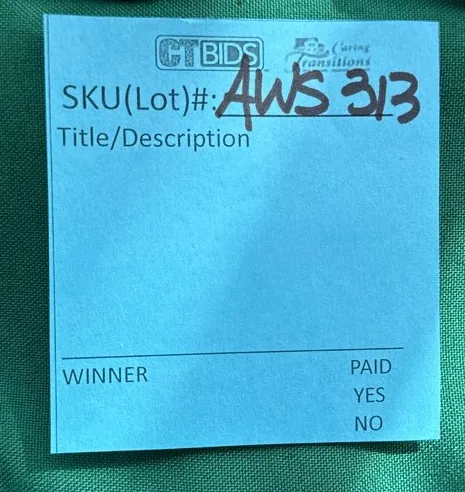 CTBIDS Caring Transitions
SKU(Lot)#: AWS 313
Title/Description
WINNER PAID
YES
NO